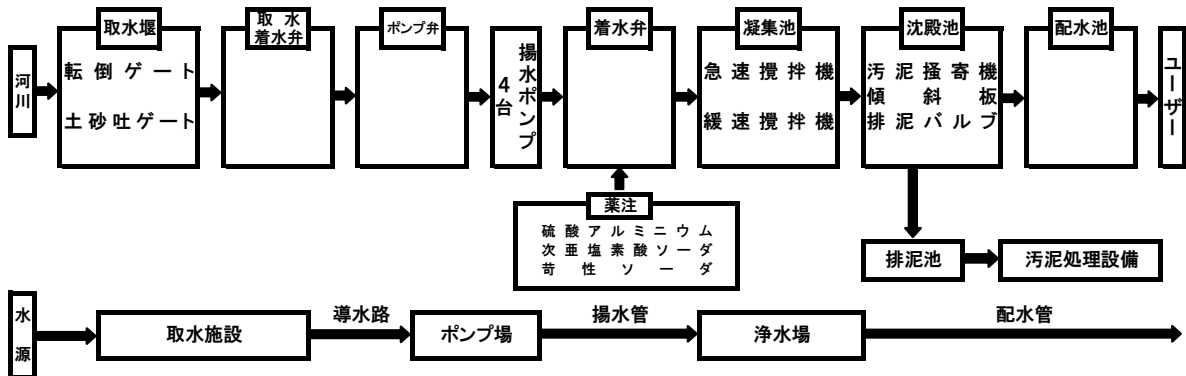 取水堰
取水
着水弁
ポンプ弁
着水弁
凝集池
沈殿池
配水池
河川
転倒ゲート
土砂吐ゲート
揚水ポンプ
4台
急速攪拌機
緩速攪拌機
汚泥掻寄機
傾斜板
排泥バルブ
ユーザー
薬注
硫酸アルミニウム
次亜塩素酸ソーダ
苛性ソーダ
排泥池
汚泥処理設備
水源
取水施設
導水路
ポンプ場
揚水管
浄水場
配水管